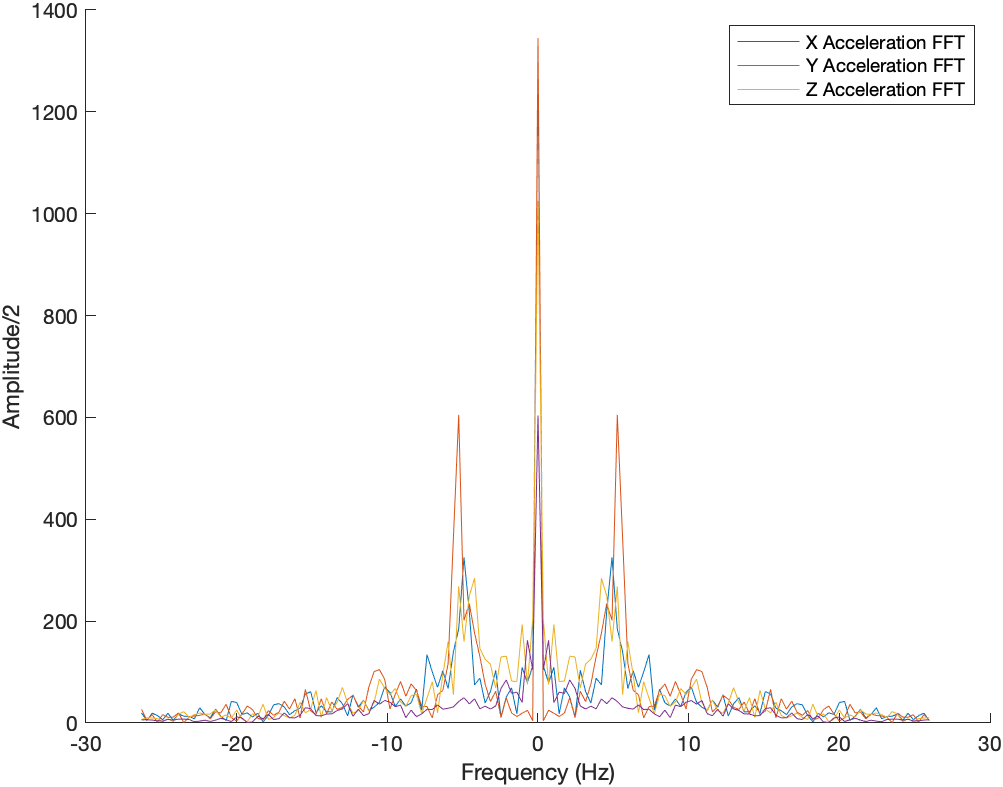 1400
1200
1000
800
600
400
200
0
Amplitude/2
X Acceleration FFT
Y Acceleration FFT
Z Acceleration FFT
-30 -20 -10 0 10 20 30
Frequency (Hz)